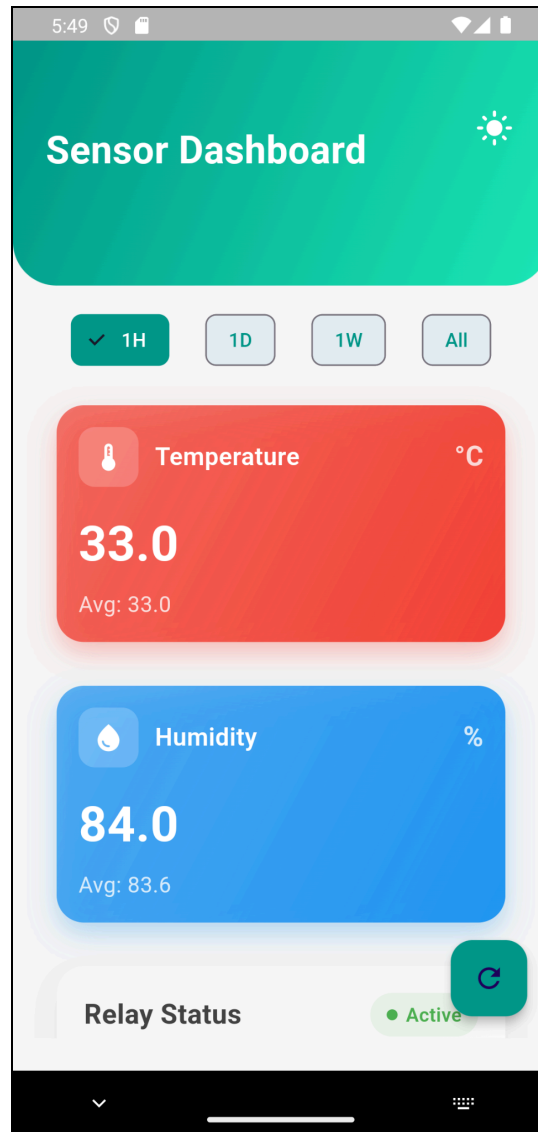 5:49
Sensor Dashboard
1H
1D
1W
All
Temperature
°C
33.0
Avg: 33.0
Humidity
%
84.0
Avg: 83.6
Relay Status
Active